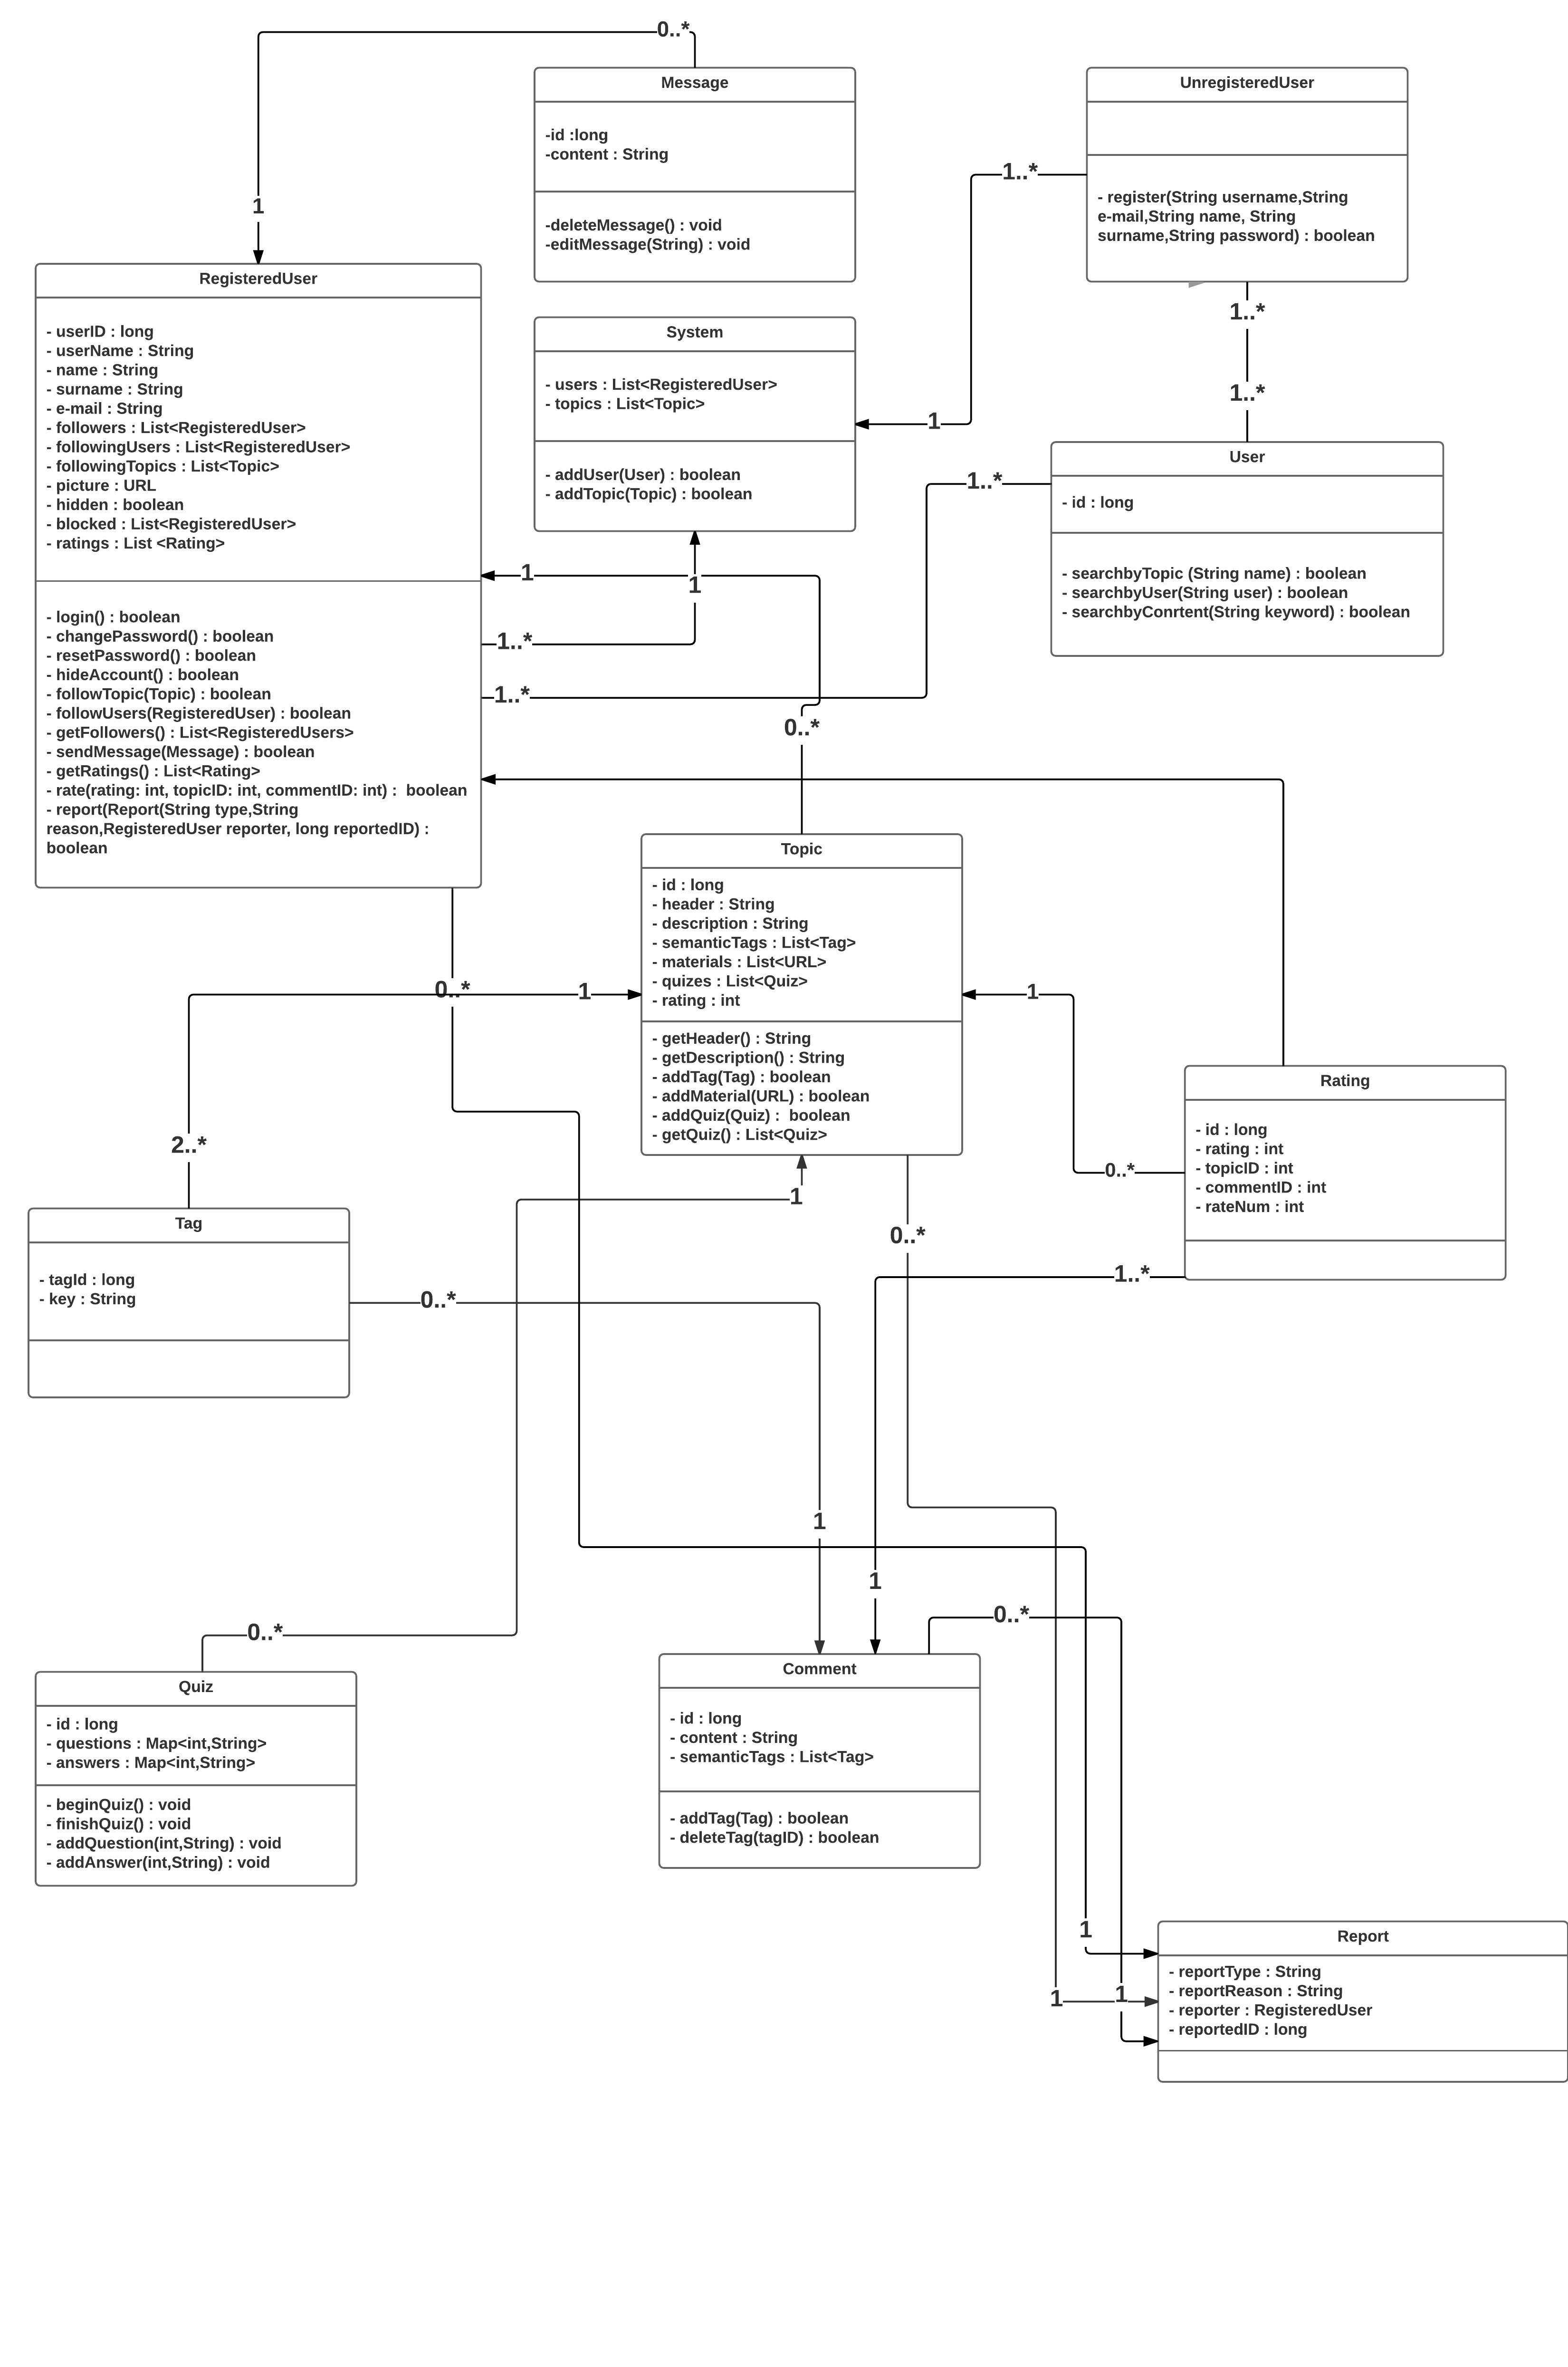 0..*
1
Message
-id :long
-content : String
-deleteMessage() : void
-editMessage(String) : void
UnregisteredUser
- register(String username,String
e-mail,String name, String
surname,String password) : boolean
1..*
1
1..*
1..*
RegisteredUser
- userID : long
- userName : String
- name : String
- surname : String
- e-mail : String
- followers : List<RegisteredUser>
- followingUsers : List<RegisteredUser>
- followingTopics : List<Topic>
- picture : URL
- hidden : boolean
- blocked : List<RegisteredUser>
- ratings : List <Rating>
- login() : boolean
- changePassword() : boolean
- resetPassword() : boolean
- hideAccount() : boolean
- followTopic(Topic) : boolean
- followUsers(RegisteredUser) : boolean
- getFollowers() : List<RegisteredUsers>
- sendMessage(Message) : boolean
- getRatings() : List<Rating>
- rate(rating: int, topicID: int, commentID: int) :  boolean
- report(Report(String type,String
reason,RegisteredUser reporter, long reportedID) :
boolean
System
- users : List<RegisteredUser>
- topics : List<Topic>
- addUser(User) : boolean
- addTopic(Topic) : boolean
User
- id : long
- searchbyTopic (String name) : boolean
- searchbyUser(String user) : boolean
- searchbyConrtent(String keyword) : boolean
1..*
1
1
1..*
1..*
0..*
Topic
- id : long
- header : String
- description : String
- semanticTags : List<Tag>
- materials : List<URL>
- quizes : List<Quiz>
- rating : int
- getHeader() : String
- getDescription() : String
- addTag(Tag) : boolean
- addMaterial(URL) : boolean
- addQuiz(Quiz) :  boolean
- getQuiz() : List<Quiz>
0..*
1
1
2..*
0..*
Rating
- id : long
- rating : int
- topicID : int
- commentID : int
- rateNum : int
1
0..*
1..*
Tag
- tagId : long
- key : String
0..*
1
1
0..*
0..*
Quiz
- id : long
- questions : Map<int,String>
- answers : Map<int,String>
- beginQuiz() : void
- finishQuiz() : void
- addQuestion(int,String) : void
- addAnswer(int,String) : void
Comment
- id : long
- content : String
- semanticTags : List<Tag>
- addTag(Tag) : boolean
- deleteTag(tagID) : boolean
1
1
1
Report
- reportType : String
- reportReason : String
- reporter : RegisteredUser
- reportedID : long